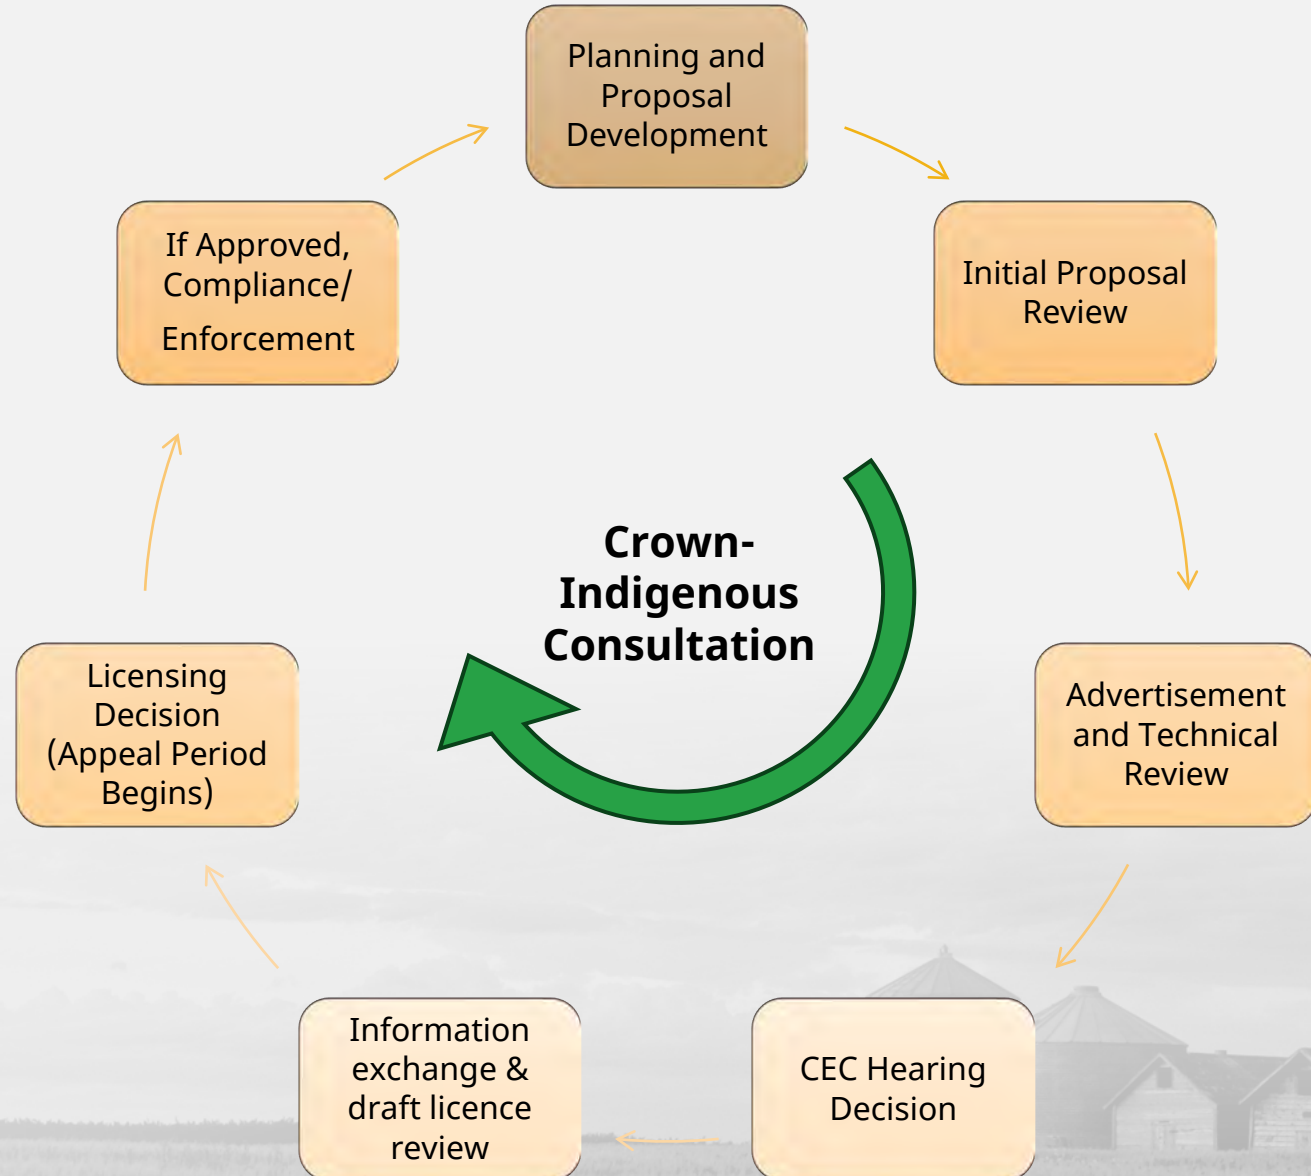 Planning and
Proposal
Development
If Approved,
Compliance/
Enforcement
Initial Proposal
Review
Crown-
Indigenous
Consultation
Licensing
Decision
(Appeal Period
Begins)
Advertisement
and Technical
Review
Information
exchange &
draft licence
review
CEC Hearing
Decision